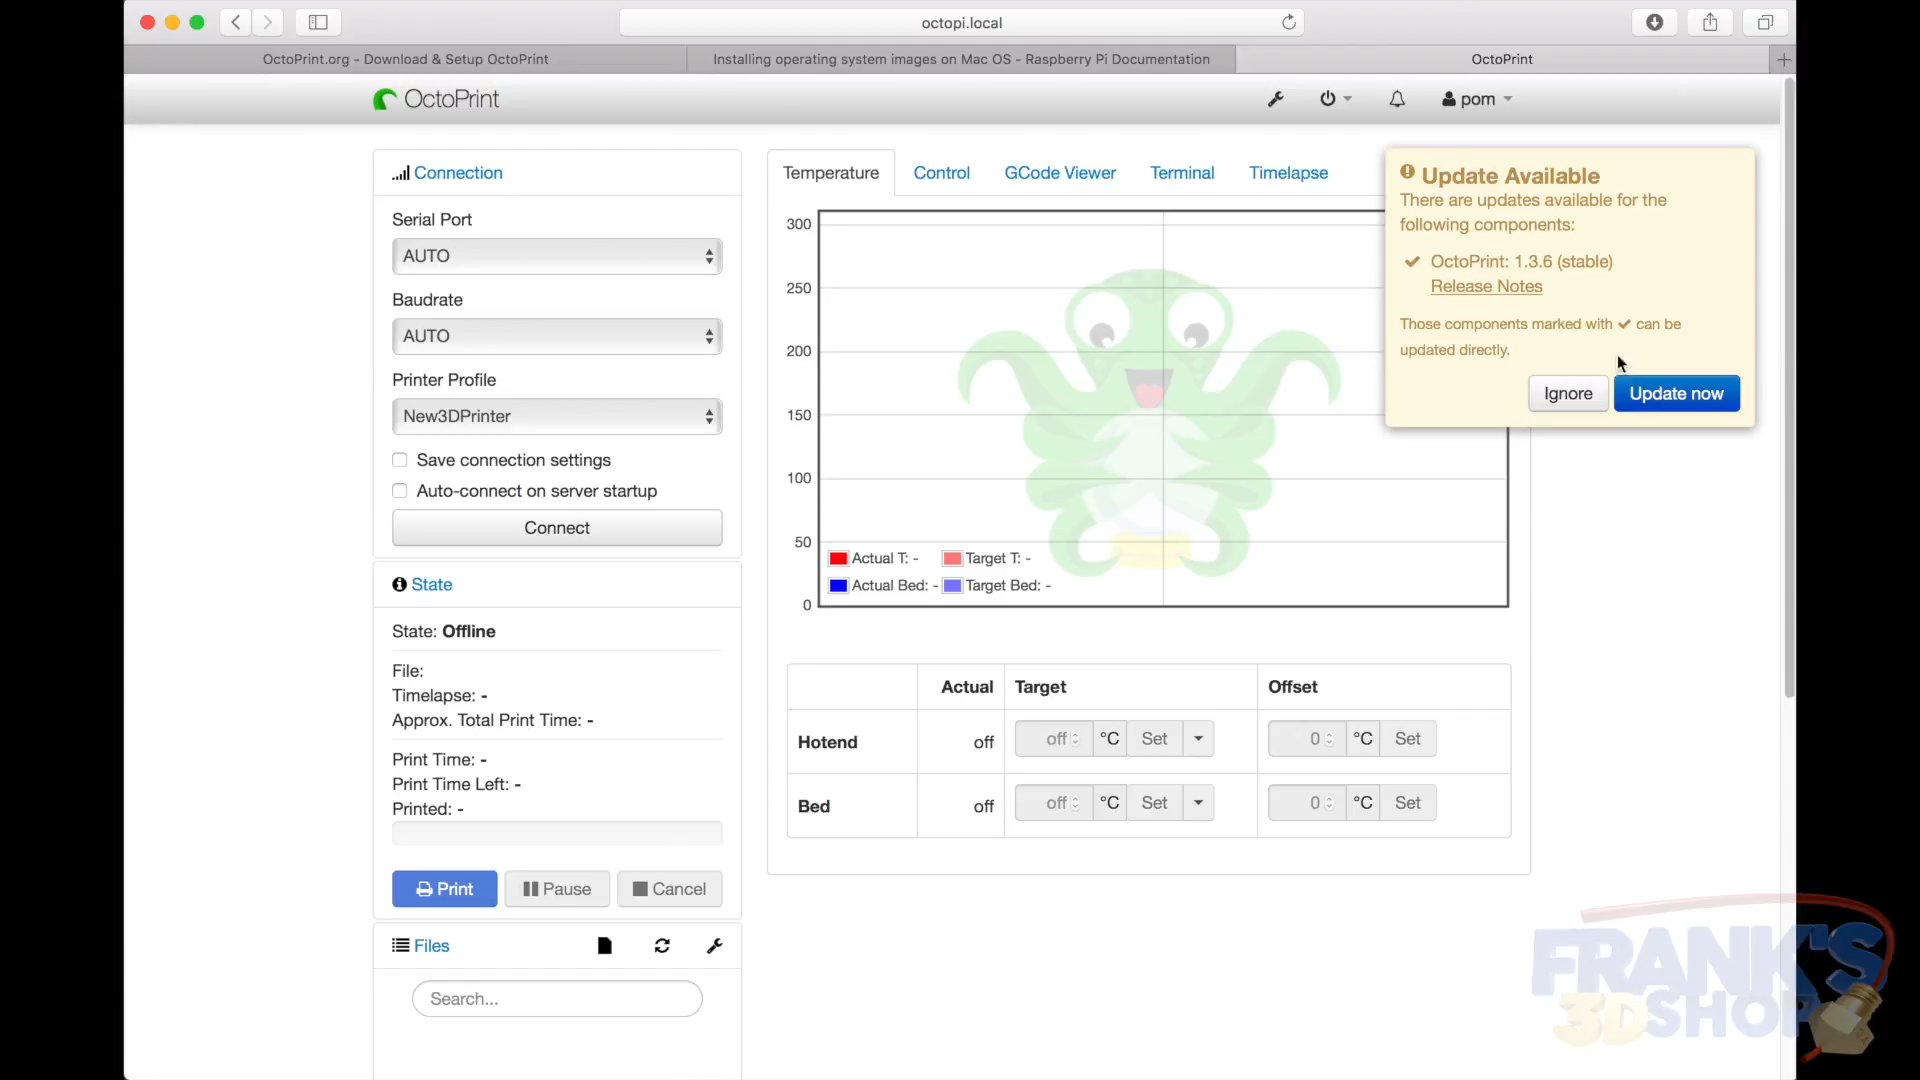 octopi.local
OctoPrint.org - Download & Setup OctoPrint
Installing operating system images on Mac OS - Raspberry Pi Documentation
OctoPrint
OctoPrint
pom
Connection
Serial Port
AUTO
Baudrate
AUTO
Printer Profile
New3DPrinter
Save connection settings
Auto-connect on server startup
Connect
State
State: Offline
File:
Timelapse: -
Approx. Total Print Time: -
Print Time: -
Print Time Left: -
Printed: -
Print
Pause
Cancel
Files
Search...
Temperature
Control
GCode Viewer
Terminal
Timelapse
300
250
200
150
100
50
0
Actual T: -
Target T: -
Actual Bed: -
Target Bed: -
Actual
Target
Offset
Hotend
off
off
°C
Set
0
°C
Set
Bed
off
off
°C
Set
0
°C
Set
Update Available
There are updates available for the
following components:
OctoPrint: 1.3.6 (stable)
Release Notes
Those components marked with ✓ can be
updated directly.
Ignore
Update now
FRANK'S
3DSHOP